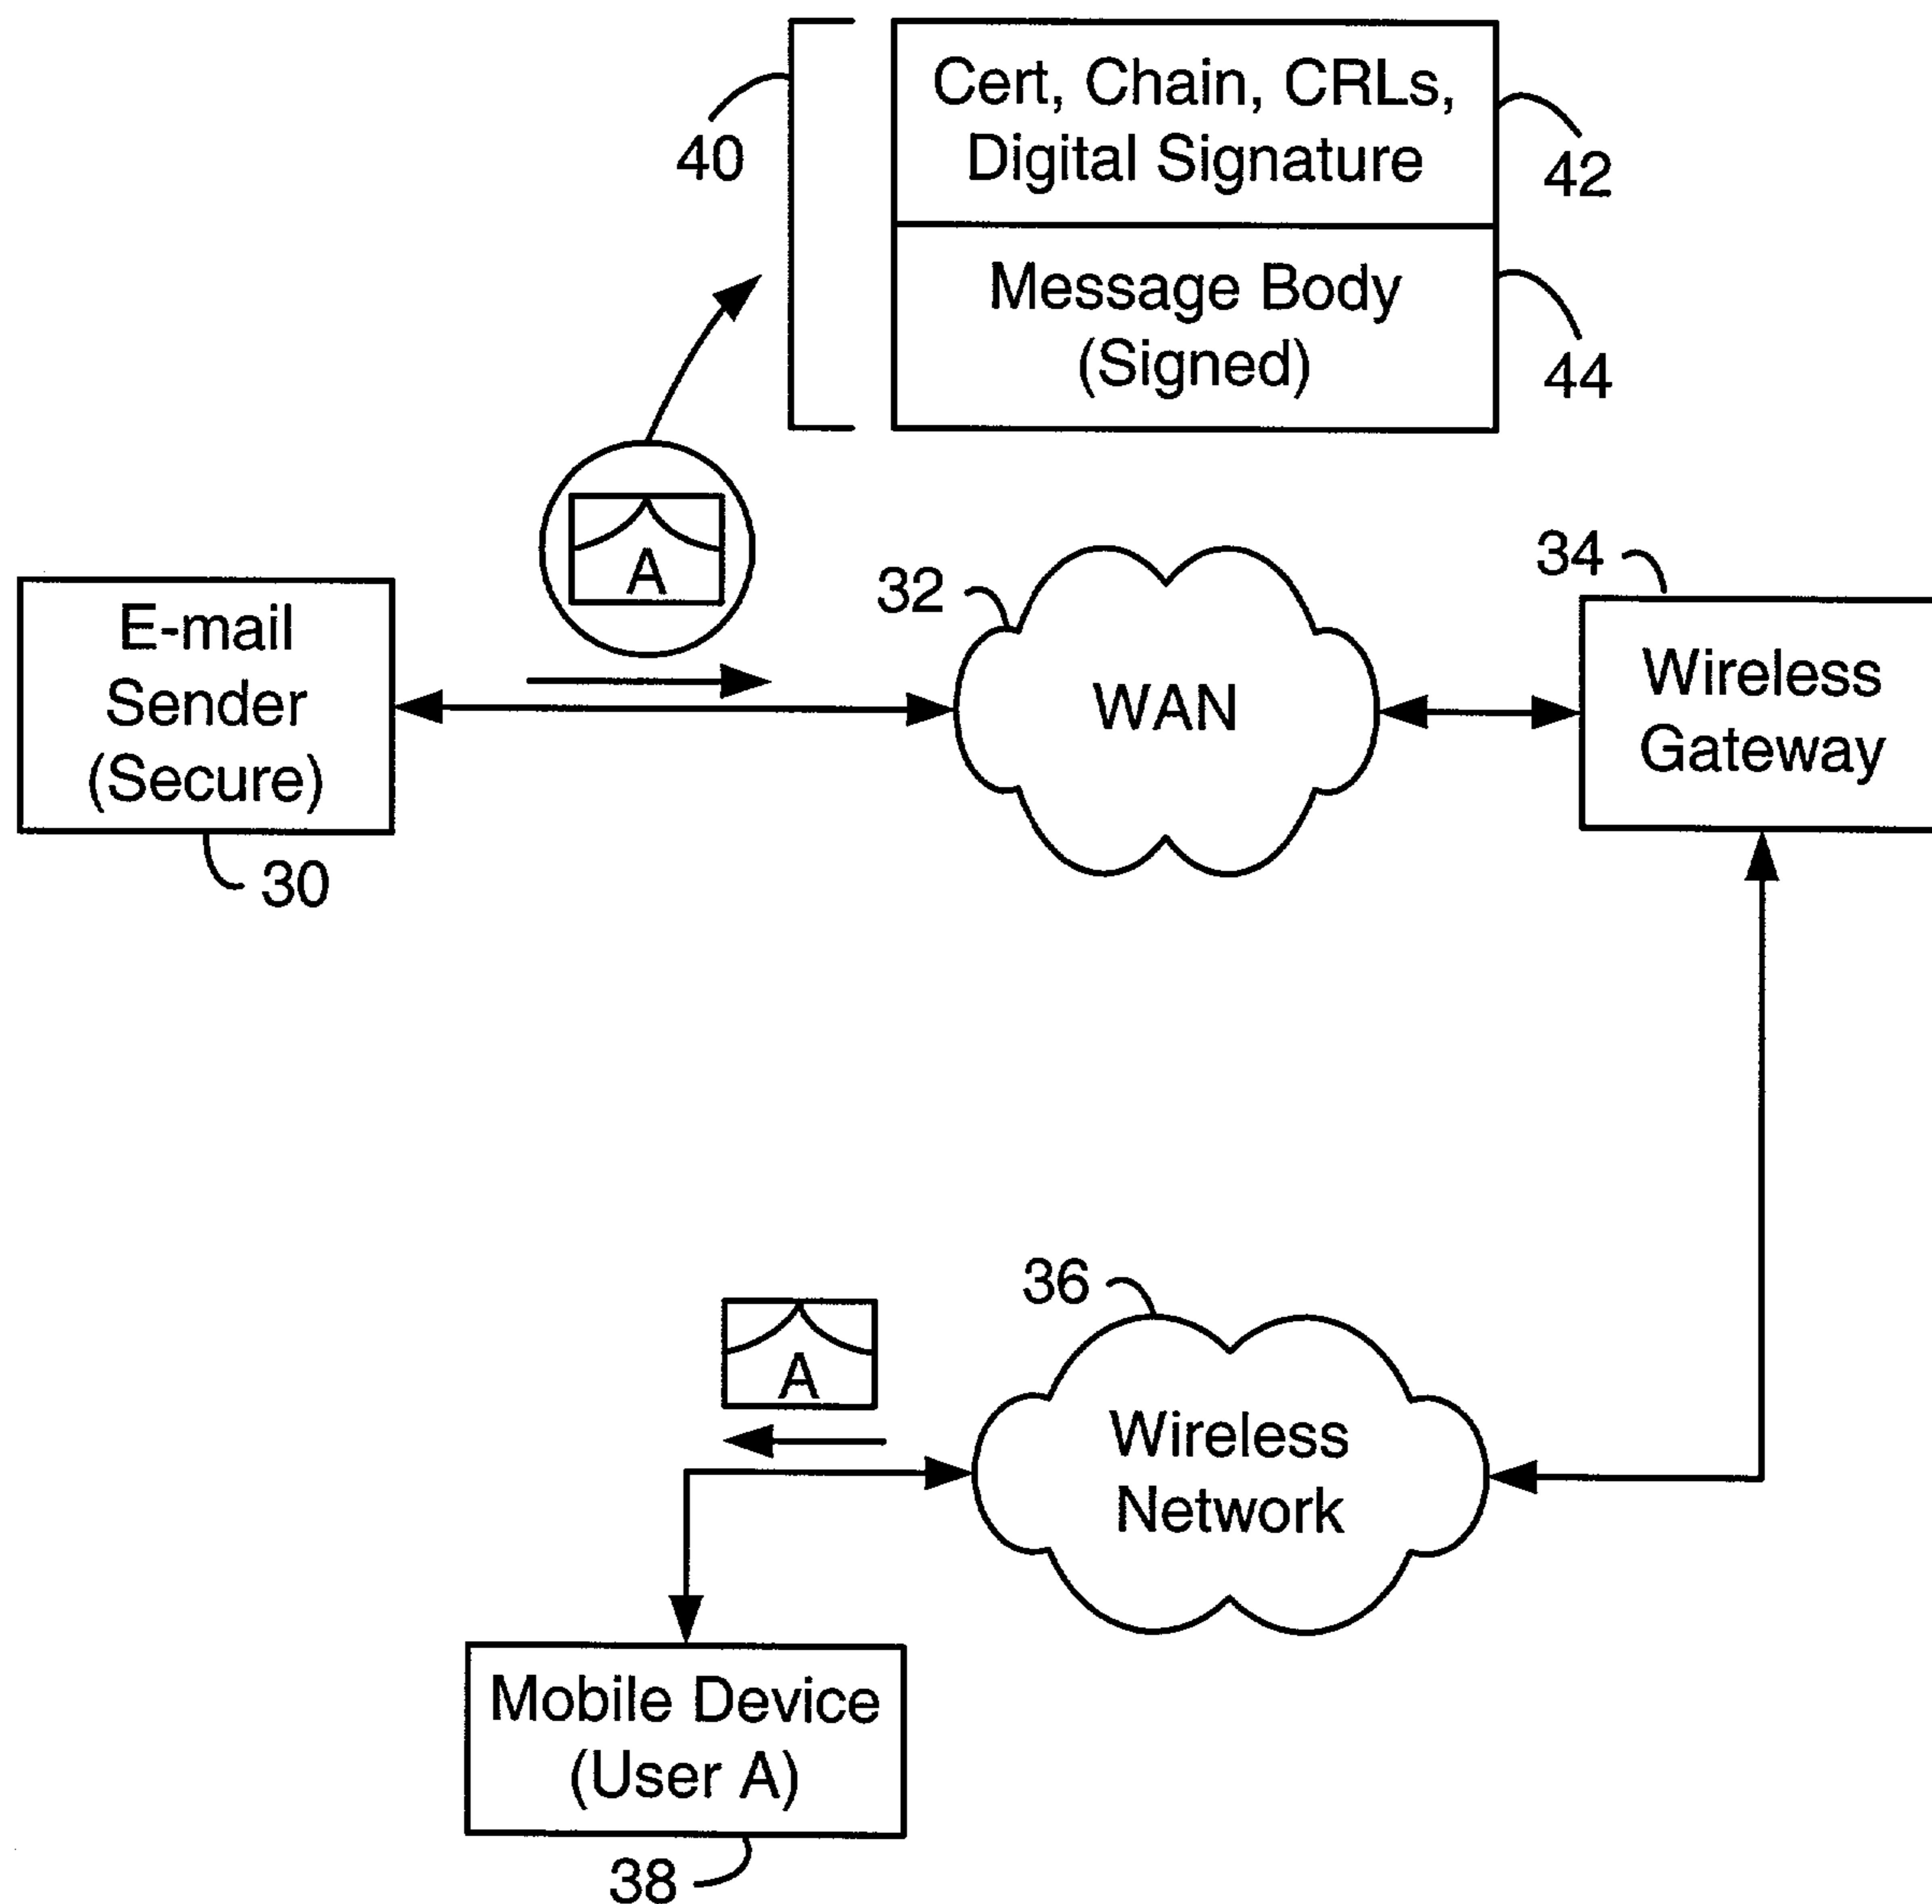 Cert, Chain, CRLs,
Digital Signature
40
42
Message Body
(Signed)
44
A
E-mail
Sender
(Secure)
30
32
WAN
34
Wireless
Gateway
36
A
Wireless
Network
Mobile Device
(User A)
38